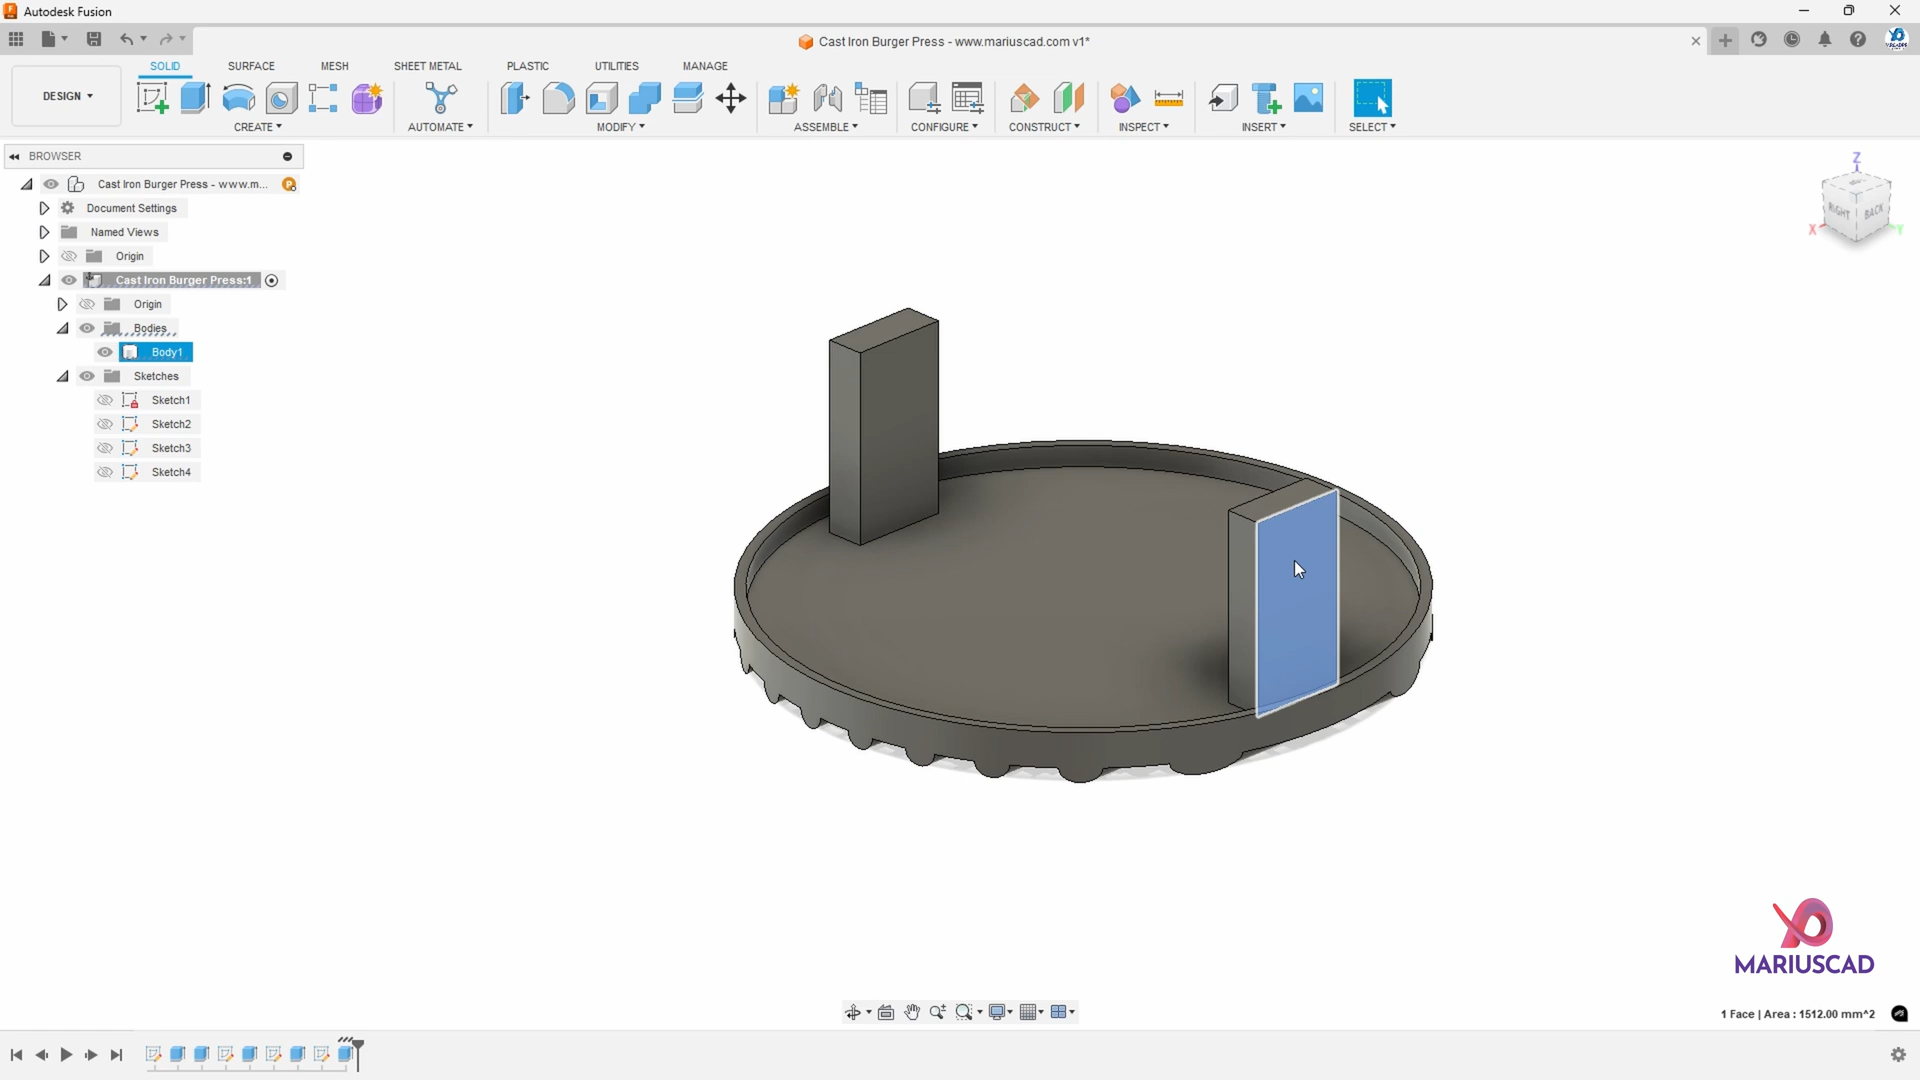 Autodesk Fusion
Cast Iron Burger Press - www.mariuscad.com v1*
DESIGN
SOLID SURFACE MESH SHEET METAL PLASTIC UTILITIES MANAGE
CREATE AUTOMATE MODIFY ASSEMBLE CONFIGURE CONSTRUCT INSPECT INSERT SELECT
BROWSER
Cast Iron Burger Press - www.m...
Document Settings
Named Views
Origin
Cast Iron Burger Press:1
Origin
Bodies
Body1
Sketches
Sketch1
Sketch2
Sketch3
Sketch4
Z
RIGHT BACK
X Y
MARIUSCAD
1 Face | Area : 1512.00 mm^2